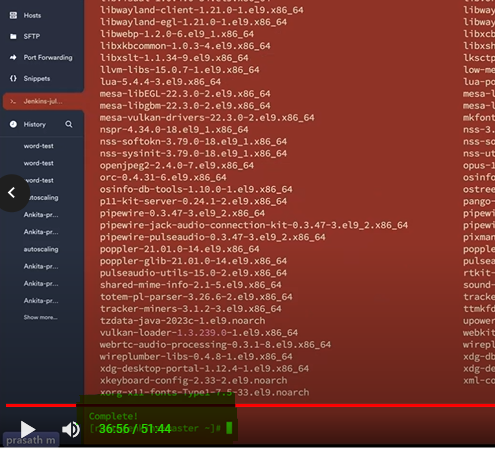 Hosts
SFTP
Port Forwarding
Snippets
Jenkins-jul...
History
word-test
word-test
ord-test
utoscaling
Ankita-pr...
Ankita-pr...
autoscaling
Ankita-pr...
Ankita-pr...
Ankita-pr...
Show more...
libwayland-client-1.21.0-1.el9.x86_64 libway
libwayland-egl-1.21.0-1.el9.x86_64 libway
libwebp-1.2.0-6.el9_1.x86_64 libxcb
libxkbcommon-1.0.3-4.el9.x86_64 libxsh
libxslt-1.1.34-9.el9.x86_64 lksctp
llvm-libs-15.0.7-1.el9.x86_64 low-me
lua-5.4.4-3.el9.x86_64 lua-po
mesa-libEGL-22.3.0-2.el9.x86_64 mesa-l
mesa-libgbm-22.3.0-2.el9.x86_64 mesa-l
mesa-vulkan-drivers-22.3.0-2.el9.x86_64 mkfont
nspr-4.34.0-18.el9_1.x86_64 nss-3.
nss-softokn-3.79.0-18.el9_1.x86_64 nss-so
nss-sysinit-3.79.0-18.el9_1.x86_64 nss-ut
openjpeg2-2.4.0-7.el9.x86_64 opus-1
orc-0.4.31-6.el9.x86_64 osinfo
osinfo-db-tools-1.10.0-1.el9.x86_64 ostree
p11-kit-server-0.24.1-2.el9.x86_64 pango-
pipewire-0.3.47-3.el9_2.x86_64 pipewi
pipewire-jack-audio-connection-kit-0.3.47-3.el9_2.x86_64 pipewi
pipewire-pulseaudio-0.3.47-3.el9_2.x86_64 pixman
poppler-21.01.0-14.el9.x86_64 popple
poppler-glib-21.01.0-14.el9.x86_64 pulsea
pulseaudio-utils-15.0-2.el9.x86_64 rtkit-
shared-mime-info-2.1-5.el9.x86_64 sound-
totem-pl-parser-3.26.6-2.el9.x86_64 tracke
tracker-miners-3.1.2-3.el9.x86_64 ttmkfd
tzdata-java-2023c-1.el9.noarch upower
vulkan-loader-1.3.239.0-1.el9.x86_64 webkit
webrtc-audio-processing-0.3.1-8.el9.x86_64 wirepl
wireplumber-libs-0.4.8-1.el9.x86_64 xdg-db
xdg-desktop-portal-1.12.4-1.el9.x86_64 xdg-de
xkeyboard-config-2.33-2.el9.noarch xml-co
xorg-x11-fonts-Type1-7.5-33.el9.noarch
Complete!
aster ~]#
36:56 / 51:44
prasath m